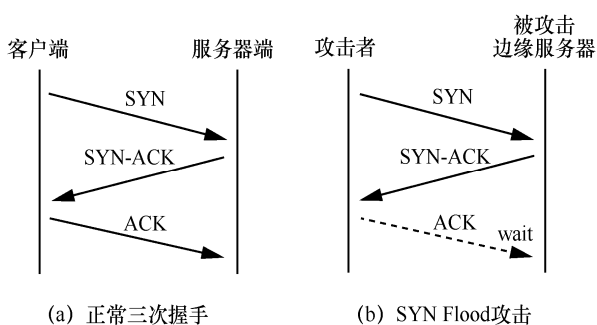 客户端
服务器端
SYN
SYN-ACK
ACK
(a) 正常三次握手
攻击者
被攻击
边缘服务器
SYN
SYN-ACK
ACK
wait
(b) SYN Flood攻击